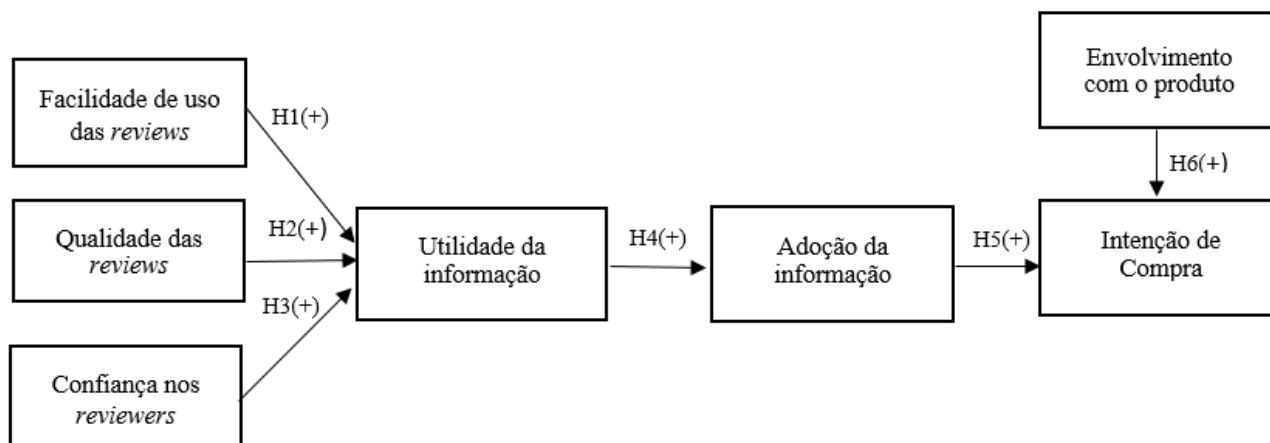 Facilidade de uso
das reviews
H1(+)
Qualidade das
reviews
H2(+)
Confiança nos
reviewers
H3(+)
Utilidade da
informação
H4(+)
Adoção da
informação
H5(+)
Envolvimento
com o produto
H6(+)
Intenção de
Compra